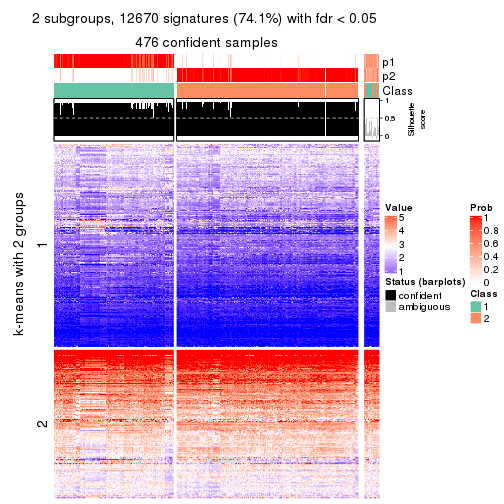 2 subgroups, 12670 signatures (74.1%) with fdr < 0.05
476 confident samples
p1
p2
Class
1
0.5
0
Silhouette
score
k-means with 2 groups
1
2
Value
5
4
3
2
1
Status (barplots)
confident
ambiguous
Prob
1
0.8
0.6
0.4
0.2
0
Class
1
2